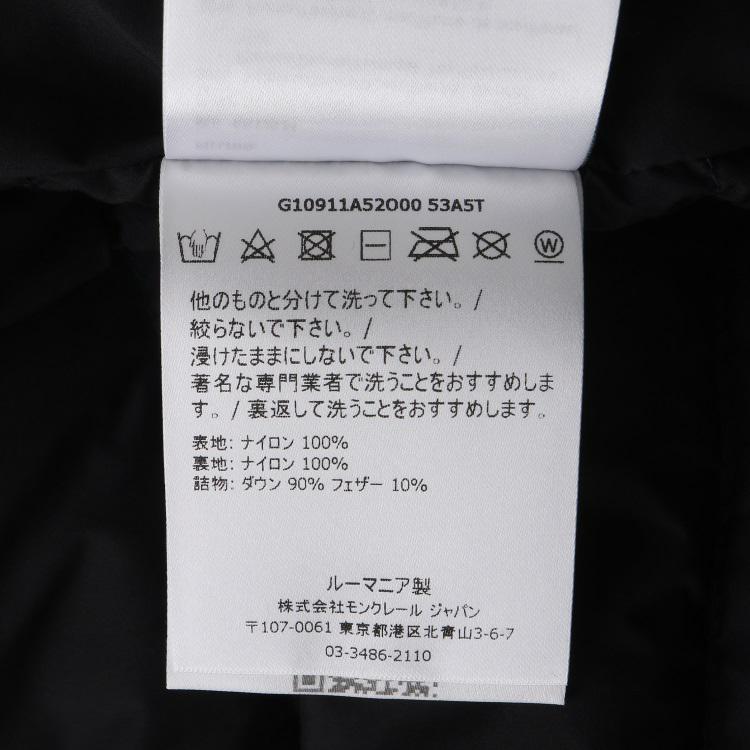 G10911A52O00 53A5T
W
他のものと分けて洗って下さい。/
絞らないで下さい。/
浸けたままにしないで下さい。/
著名な専門業者で洗うことをおすすめしま
す。/ 裏返して洗うことをおすすめします。
表地: ナイロン 100%
裏地: ナイロン 100%
詰物: ダウン 90% フェザー 10%
ルーマニア製
株式会社モンクレール ジャパン
〒107-0061 東京都港区北青山3-6-7
03-3486-2110